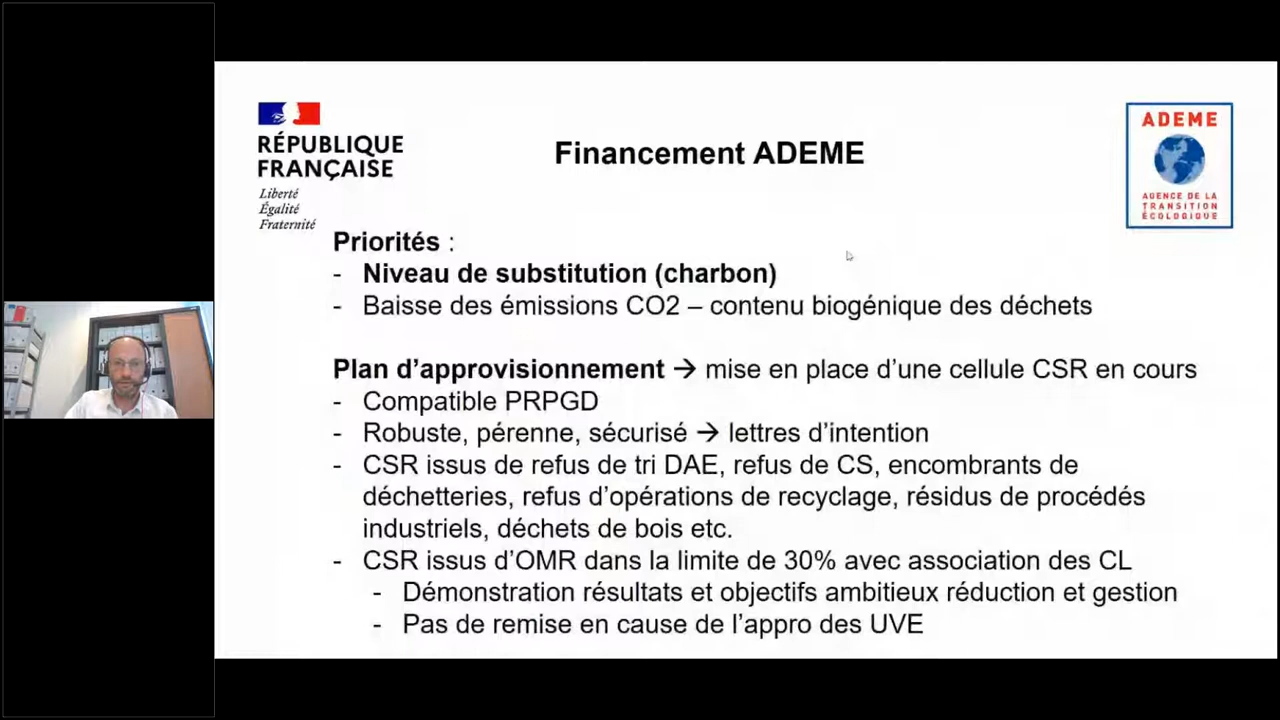 RÉPUBLIQUE
FRANÇAISE
Liberté
Égalité
Fraternité
Financement ADEME
ADEME
AGENCE DE LA
TRANSITION
ÉCOLOGIQUE
Priorités :
- Niveau de substitution (charbon)
- Baisse des émissions CO2 – contenu biogénique des déchets
Plan d’approvisionnement → mise en place d’une cellule CSR en cours
- Compatible PRPGD
- Robuste, pérenne, sécurisé → lettres d’intention
- CSR issus de refus de tri DAE, refus de CS, encombrants de
déchetteries, refus d’opérations de recyclage, résidus de procédés
industriels, déchets de bois etc.
- CSR issus d’OMR dans la limite de 30% avec association des CL
- Démonstration résultats et objectifs ambitieux réduction et gestion
- Pas de remise en cause de l’appro des UVE